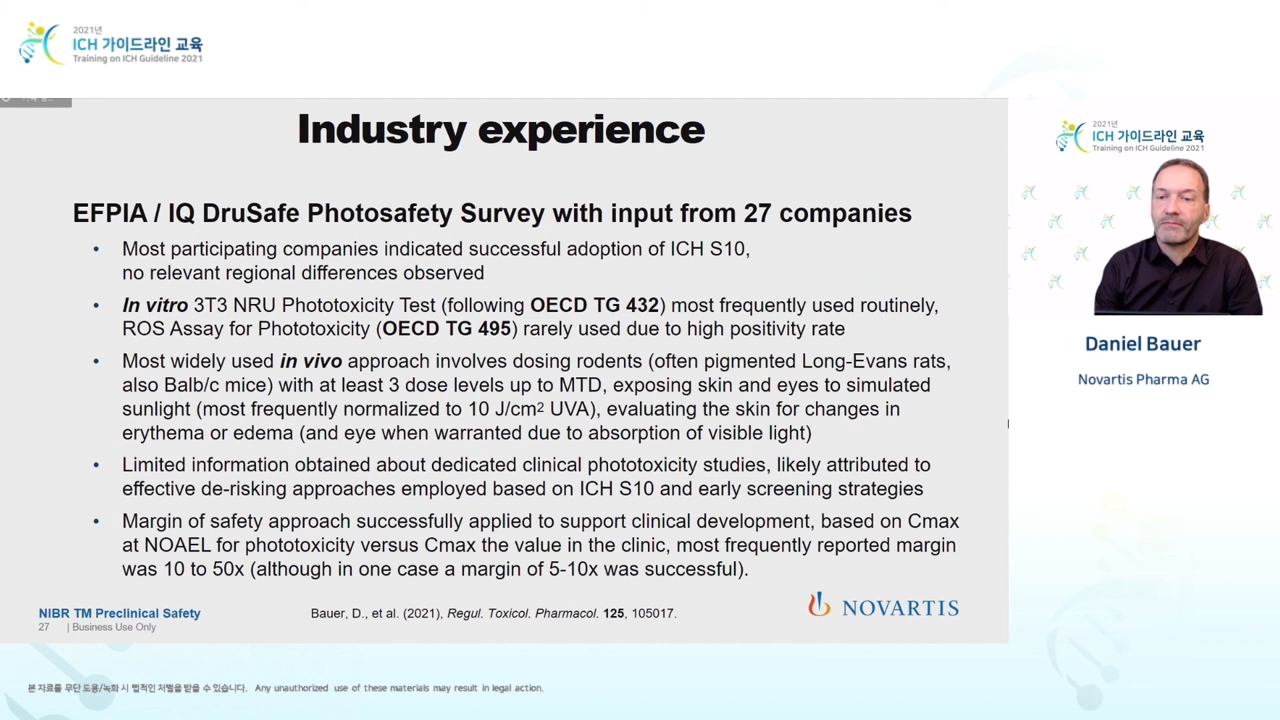 2021년
ICH 가이드라인 교육
Training on ICH Guideline 2021
Industry experience
EFPIA / IQ DruSafe Photosafety Survey with input from 27 companies
• Most participating companies indicated successful adoption of ICH S10,
no relevant regional differences observed
• In vitro 3T3 NRU Phototoxicity Test (following OECD TG 432) most frequently used routinely,
ROS Assay for Phototoxicity (OECD TG 495) rarely used due to high positivity rate
• Most widely used in vivo approach involves dosing rodents (often pigmented Long-Evans rats,
also Balb/c mice) with at least 3 dose levels up to MTD, exposing skin and eyes to simulated
sunlight (most frequently normalized to 10 J/cm2 UVA), evaluating the skin for changes in
erythema or edema (and eye when warranted due to absorption of visible light)
• Limited information obtained about dedicated clinical phototoxicity studies, likely attributed to
effective de-risking approaches employed based on ICH S10 and early screening strategies
• Margin of safety approach successfully applied to support clinical development, based on Cmax
at NOAEL for phototoxicity versus Cmax the value in the clinic, most frequently reported margin
was 10 to 50x (although in one case a margin of 5-10x was successful).
NIBR TM Preclinical Safety
27 | Business Use Only
Bauer, D., et al. (2021), Regul. Toxicol. Pharmacol. 125, 105017.
NOVARTIS
2021년
ICH 가이드라인 교육
Training on ICH Guideline 2021
Daniel Bauer
Novartis Pharma AG
본 자료를 무단 도용/녹화 시 법적인 처벌을 받을 수 있습니다. Any unauthorized use of these materials may result in legal action.